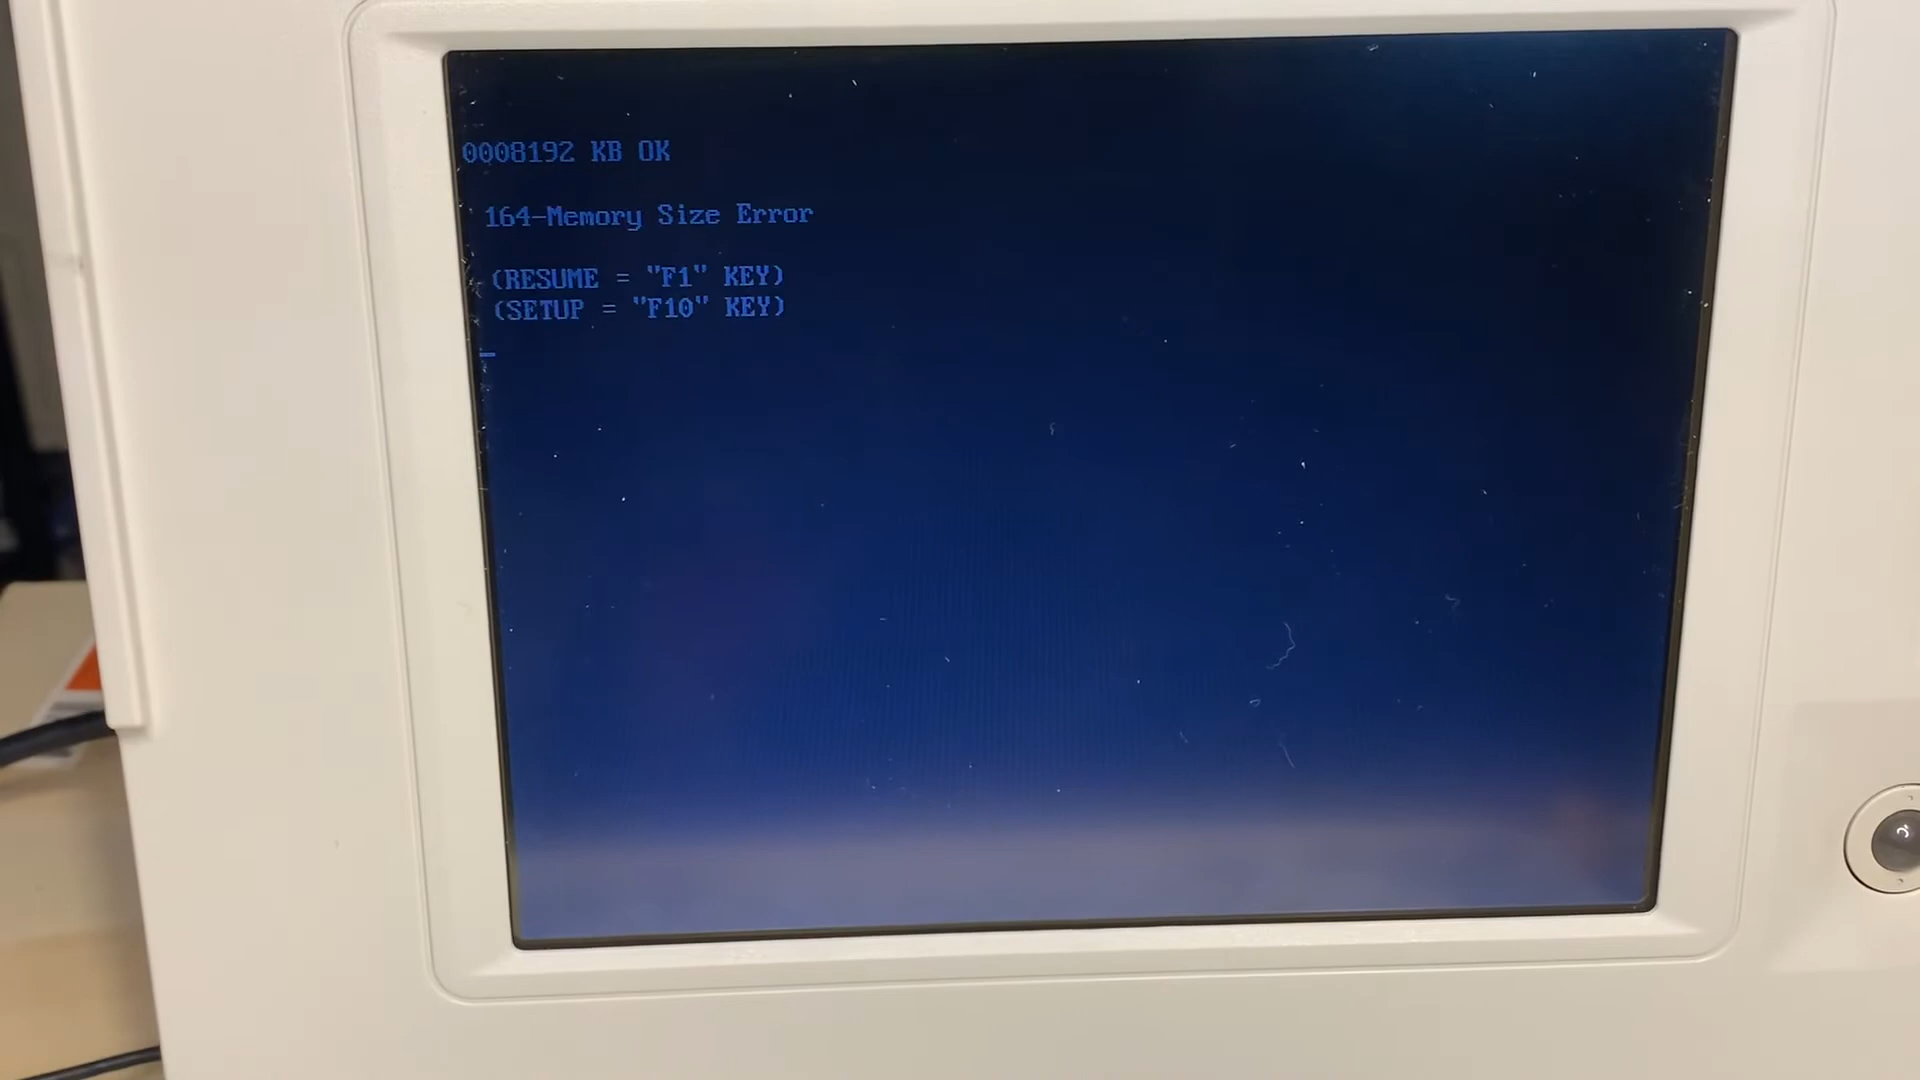 0008192 KB OK
164-Memory Size Error
(RESUME = "F1" KEY)
(SETUP = "F10" KEY)
_